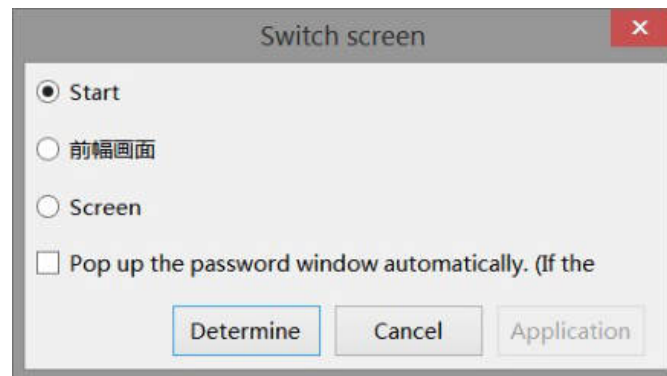 Switch screen
Start
前幅画面
Screen
Pop up the password window automatically. (If the
Determine Cancel Application